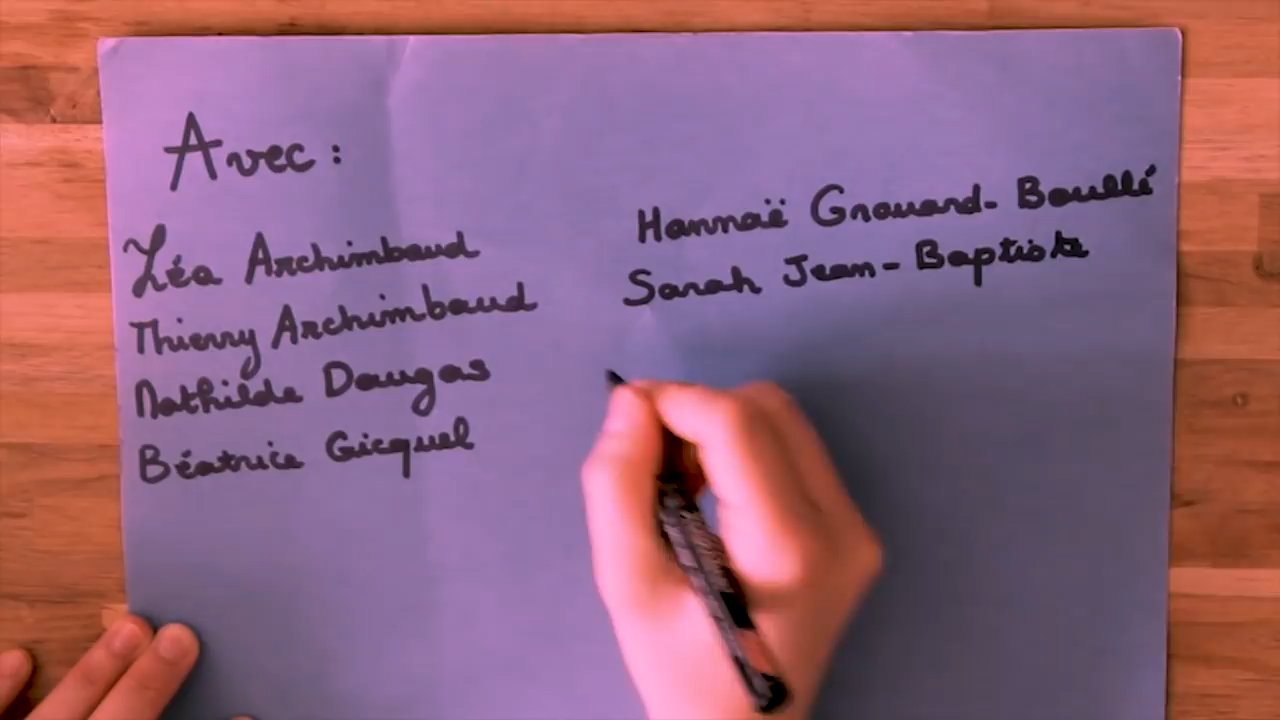 Avec :
Léa Archimbaud
Thierry Archimbaud
Mathilde Daugas
Béatrice Gicquel
Hannaë Grouard-Boullé
Sarah Jean-Baptiste